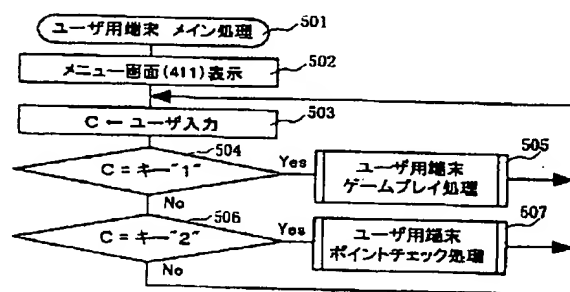 ユーザ用端末 メイン処理
501
メニュー画面(411)表示
502
C ← ユーザ入力
503
504
C = キー"1"
Yes
505
ユーザ用端末
ゲームプレイ処理
No
506
C = キー"2"
Yes
507
ユーザ用端末
ポイントチェック処理
No